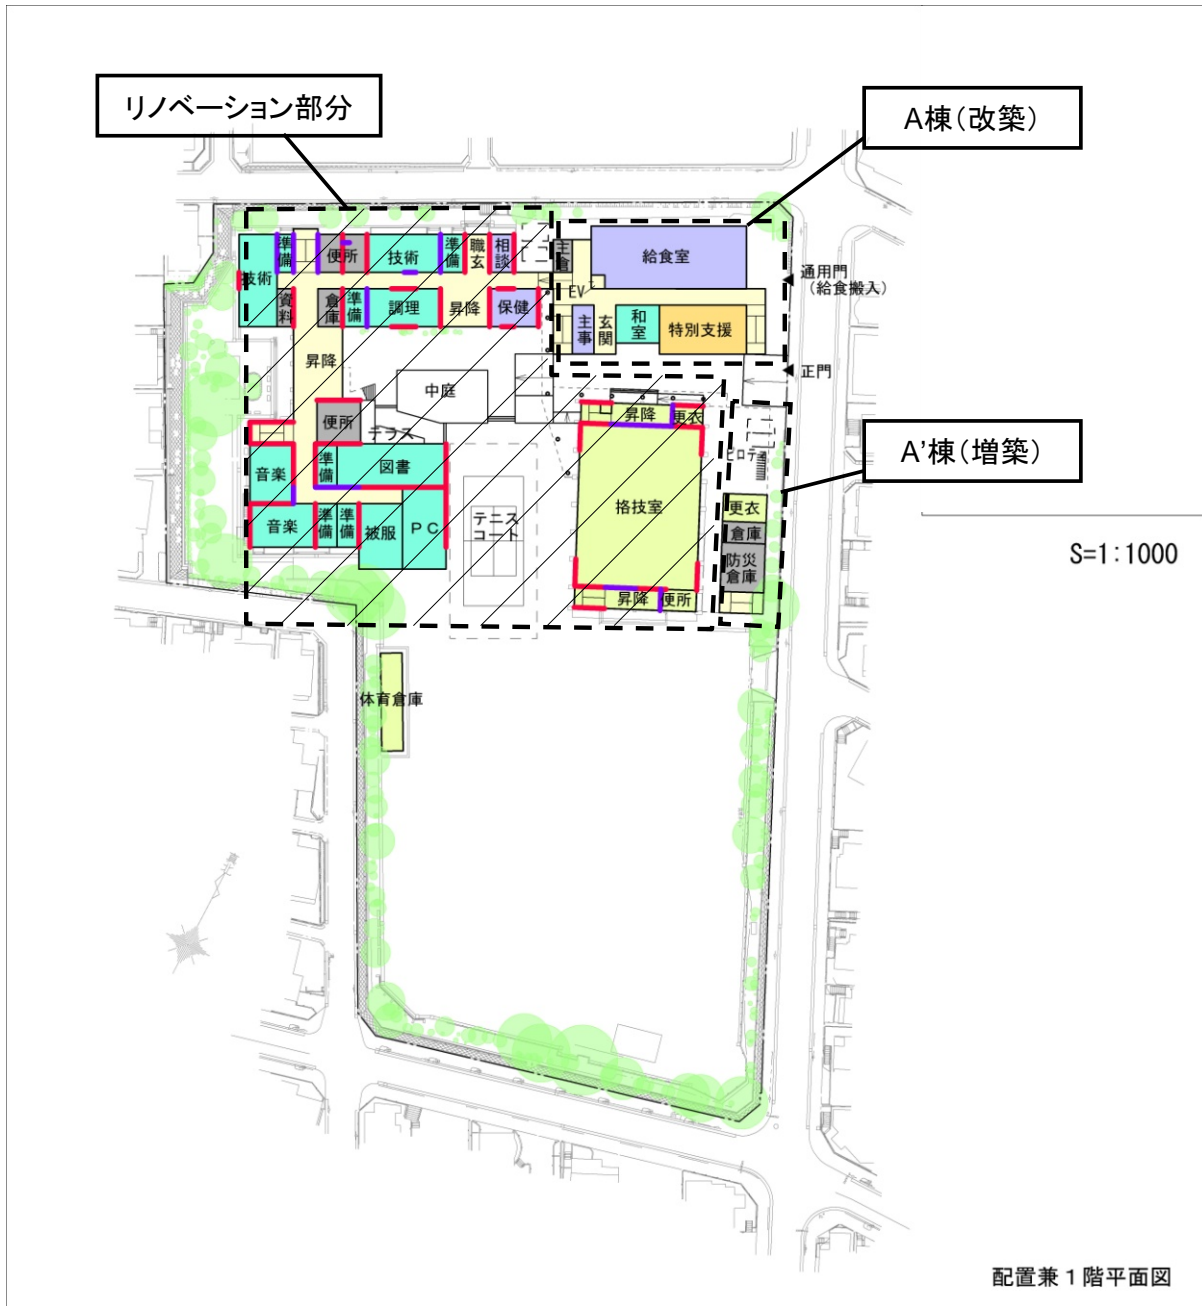 リノベーション部分
A棟（改築）
準備
便所
技術
準備
職玄
相談
主倉
給食室
通用門
（給食搬入）
技術
資料
倉庫
準備
調理
昇降
保健
EV
主事
玄関
和室
特別支援
正門
昇降
中庭
便所
テラス
昇降
更衣
ピロティ
A’棟（増築）
音楽
準備
図書
音楽
準備
準備
被服
PC
テニス
コート
格技室
更衣
倉庫
防災
倉庫
S=1:1000
昇降
便所
体育倉庫
真北
配置兼１階平面図